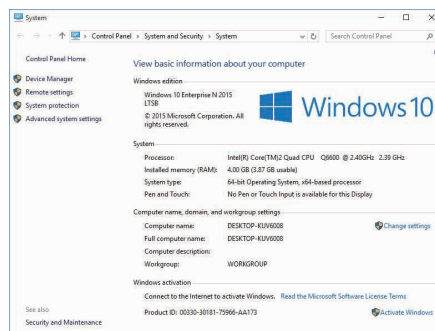 System
Control Panel
System and Security
System
Search Control Panel
Control Panel Home
Device Manager
Remote settings
System protection
Advanced system settings
See also
Security and Maintenance
View basic information about your computer
Windows edition
Windows 10 Enterprise N 2015
LTSB
© 2015 Microsoft Corporation. All
rights reserved.
Windows 10
System
Processor: Intel(R) Core(TM)2 Quad CPU Q6600 @ 2.40GHz 2.39 GHz
Installed memory (RAM): 4.00 GB (3.87 GB usable)
System type: 64-bit Operating System, x64-based processor
Pen and Touch: No Pen or Touch Input is available for this Display
Computer name, domain, and workgroup settings
Computer name: DESKTOP-KUV6008 Change settings
Full computer name: DESKTOP-KUV6008
Computer description:
Workgroup: WORKGROUP
Windows activation
Connect to the Internet to activate Windows. Read the Microsoft Software License Terms
Product ID: 00330-30181-75966-AA173 Activate Windows